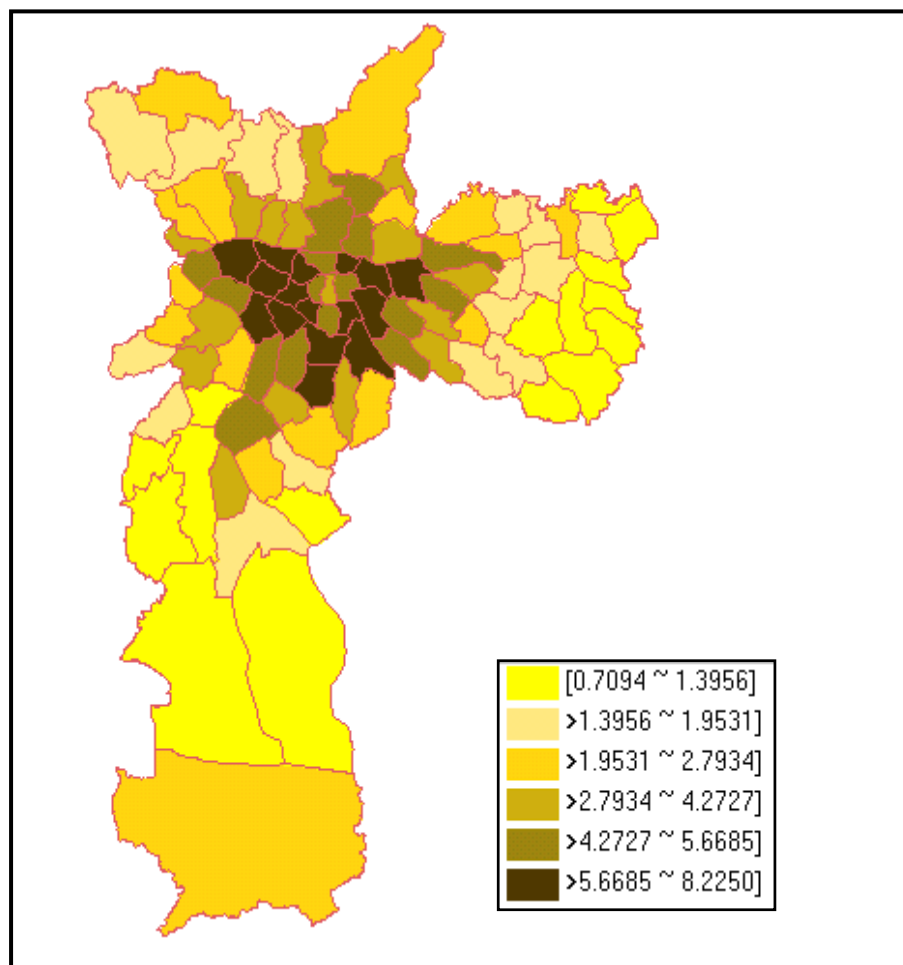 [0.7094 ~ 1.3956]
>1.3956 ~ 1.9531]
>1.9531 ~ 2.7934]
>2.7934 ~ 4.2727]
>4.2727 ~ 5.6685]
>5.6685 ~ 8.2250]